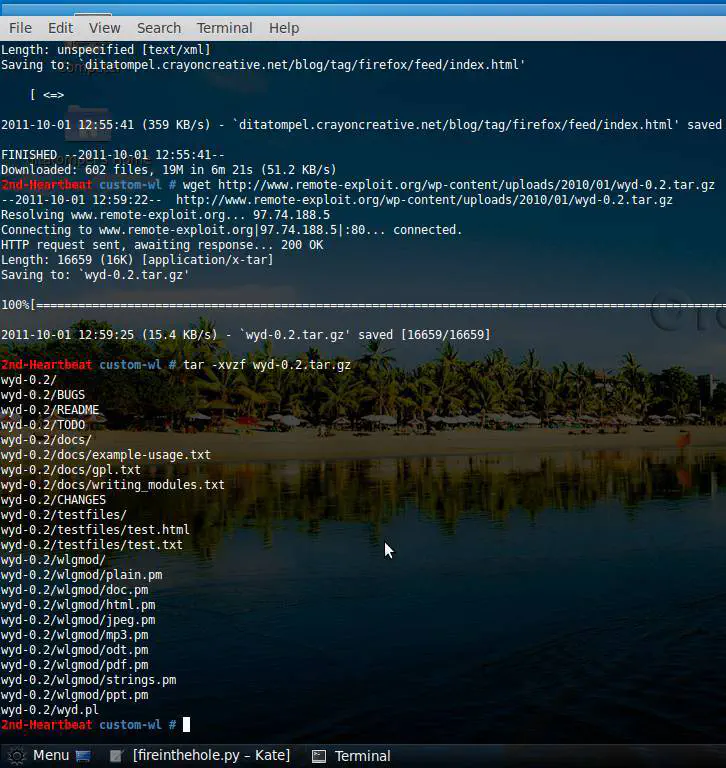 File Edit View Search Terminal Help
Length: unspecified [text/xml]
Saving to: `ditatompel.crayoncreative.net/blog/tag/firefox/feed/index.html'
[ <=>
2011-10-01 12:55:41 (359 KB/s) - `ditatompel.crayoncreative.net/blog/tag/firefox/feed/index.html' saved
FINISHED --2011-10-01 12:55:41--
Downloaded: 602 files, 19M in 6m 21s (51.2 KB/s)
2nd-Heartbeat custom-wl # wget http://www.remote-exploit.org/wp-content/uploads/2010/01/wyd-0.2.tar.gz
--2011-10-01 12:59:22-- http://www.remote-exploit.org/wp-content/uploads/2010/01/wyd-0.2.tar.gz
Resolving www.remote-exploit.org... 97.74.188.5
Connecting to www.remote-exploit.org|97.74.188.5|:80... connected.
HTTP request sent, awaiting response... 200 OK
Length: 16659 (16K) [application/x-tar]
Saving to: `wyd-0.2.tar.gz'
100%[===================================================================================================
2011-10-01 12:59:25 (15.4 KB/s) - `wyd-0.2.tar.gz' saved [16659/16659]
2nd-Heartbeat custom-wl # tar -xvzf wyd-0.2.tar.gz
wyd-0.2/
wyd-0.2/BUGS
wyd-0.2/README
wyd-0.2/TODO
wyd-0.2/docs/
wyd-0.2/docs/example-usage.txt
wyd-0.2/docs/gpl.txt
wyd-0.2/docs/writing_modules.txt
wyd-0.2/CHANGES
wyd-0.2/testfiles/
wyd-0.2/testfiles/test.html
wyd-0.2/testfiles/test.txt
wyd-0.2/wlgmod/
wyd-0.2/wlgmod/plain.pm
wyd-0.2/wlgmod/doc.pm
wyd-0.2/wlgmod/html.pm
wyd-0.2/wlgmod/jpeg.pm
wyd-0.2/wlgmod/mp3.pm
wyd-0.2/wlgmod/odt.pm
wyd-0.2/wlgmod/pdf.pm
wyd-0.2/wlgmod/strings.pm
wyd-0.2/wlgmod/ppt.pm
wyd-0.2/wyd.pl
2nd-Heartbeat custom-wl #
Menu [fireinthehole.py – Kate] Terminal